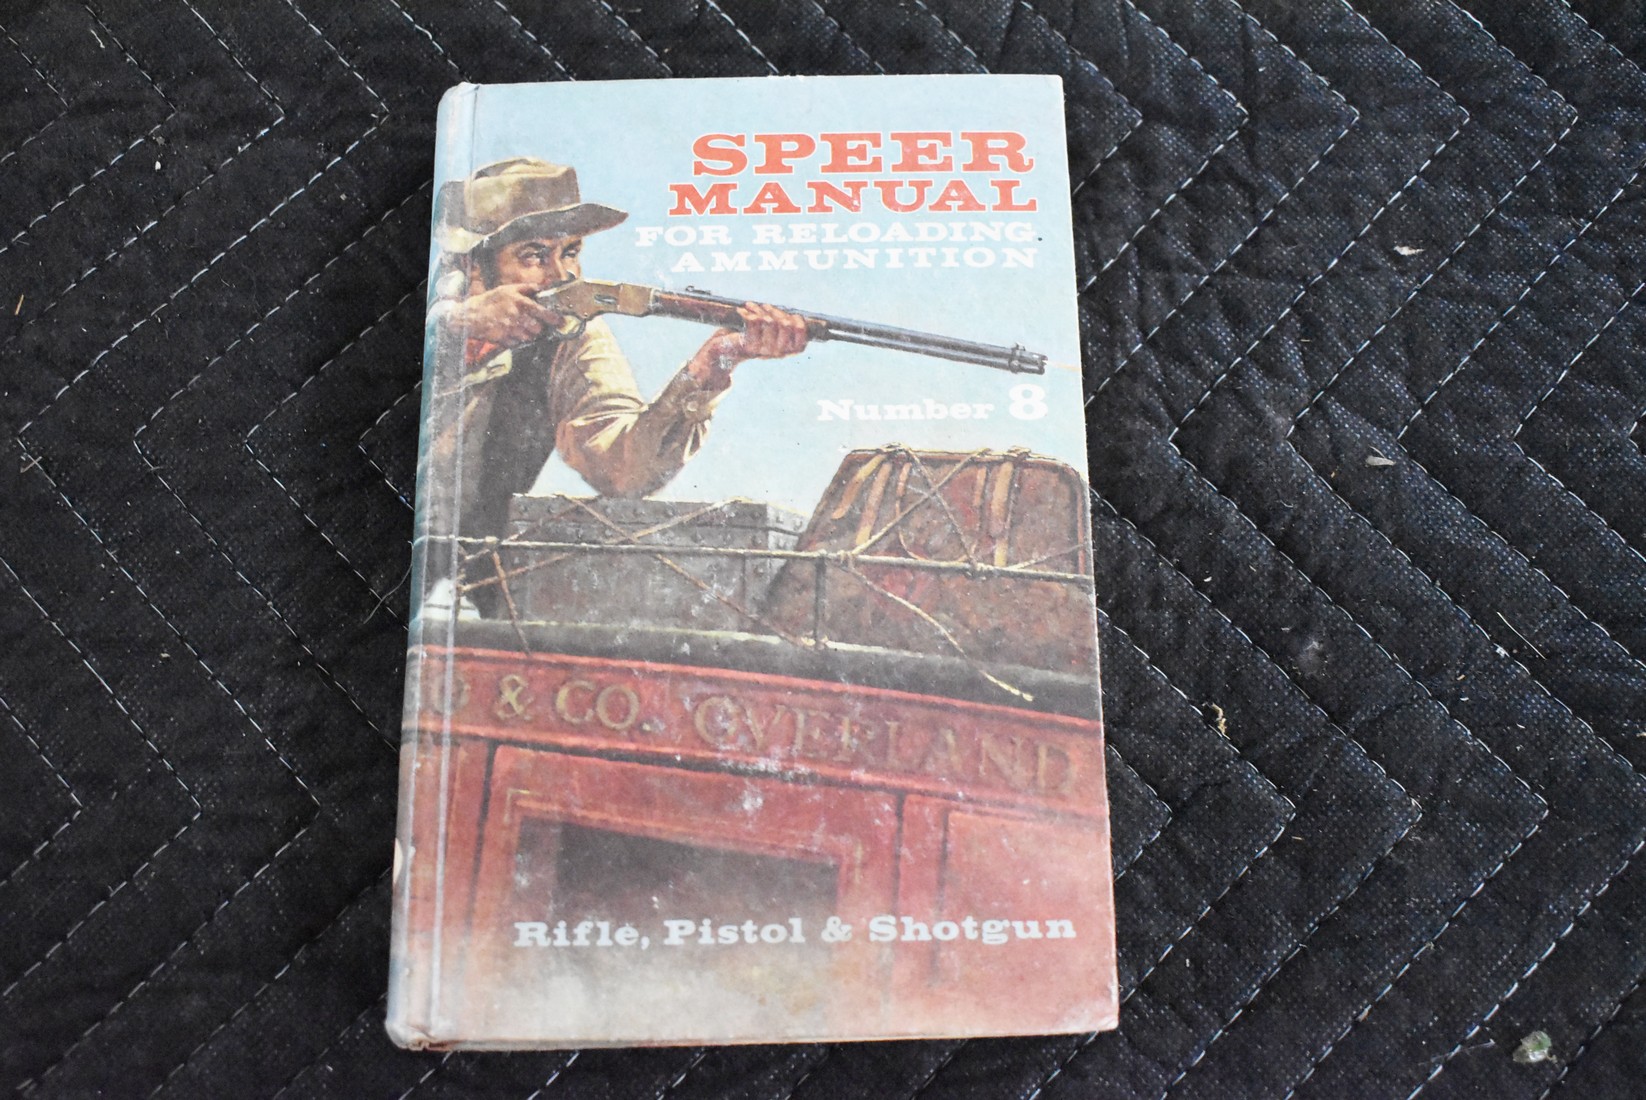 SPEER
MANUAL
FOR RELOADING
AMMUNITION
Number 8
& CO. OVERLAND
Rifle, Pistol & Shotgun